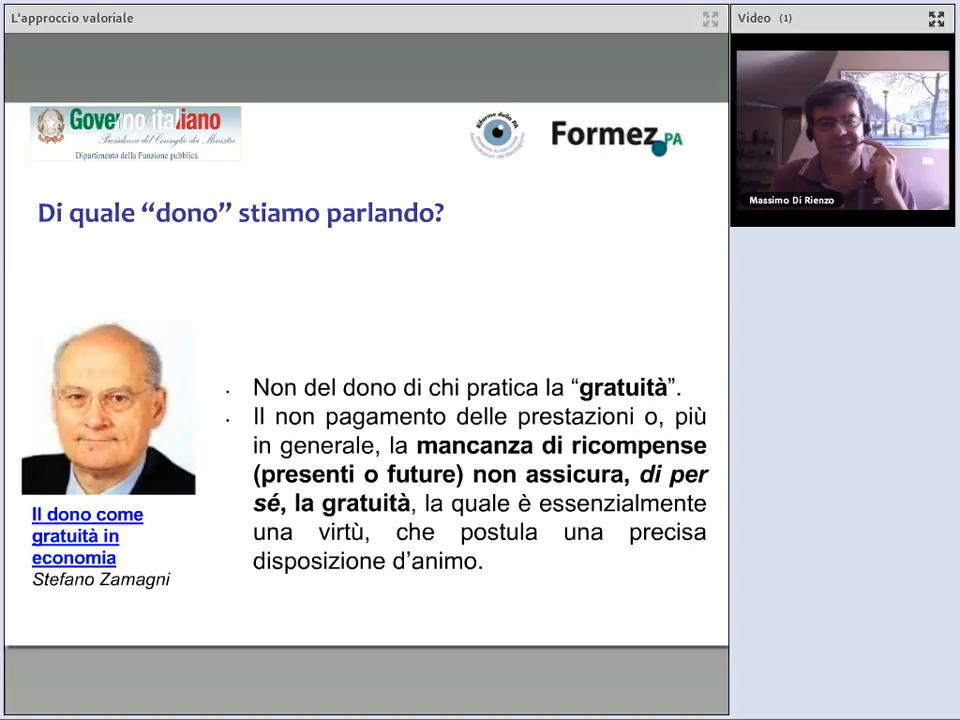 L'approccio valoriale
Video (1)
Governo italiano
Presidenza del Consiglio dei Ministri
Dipartimento della Funzione pubblica
Riforme della PA
Formez PA
Massimo Di Rienzo
Di quale “dono” stiamo parlando?
· Non del dono di chi pratica la “gratuità”.
· Il non pagamento delle prestazioni o, più
in generale, la mancanza di ricompense
(presenti o future) non assicura, di per
sé, la gratuità, la quale è essenzialmente
una virtù, che postula una precisa
disposizione d’animo.
Il dono come
gratuità in
economia
Stefano Zamagni